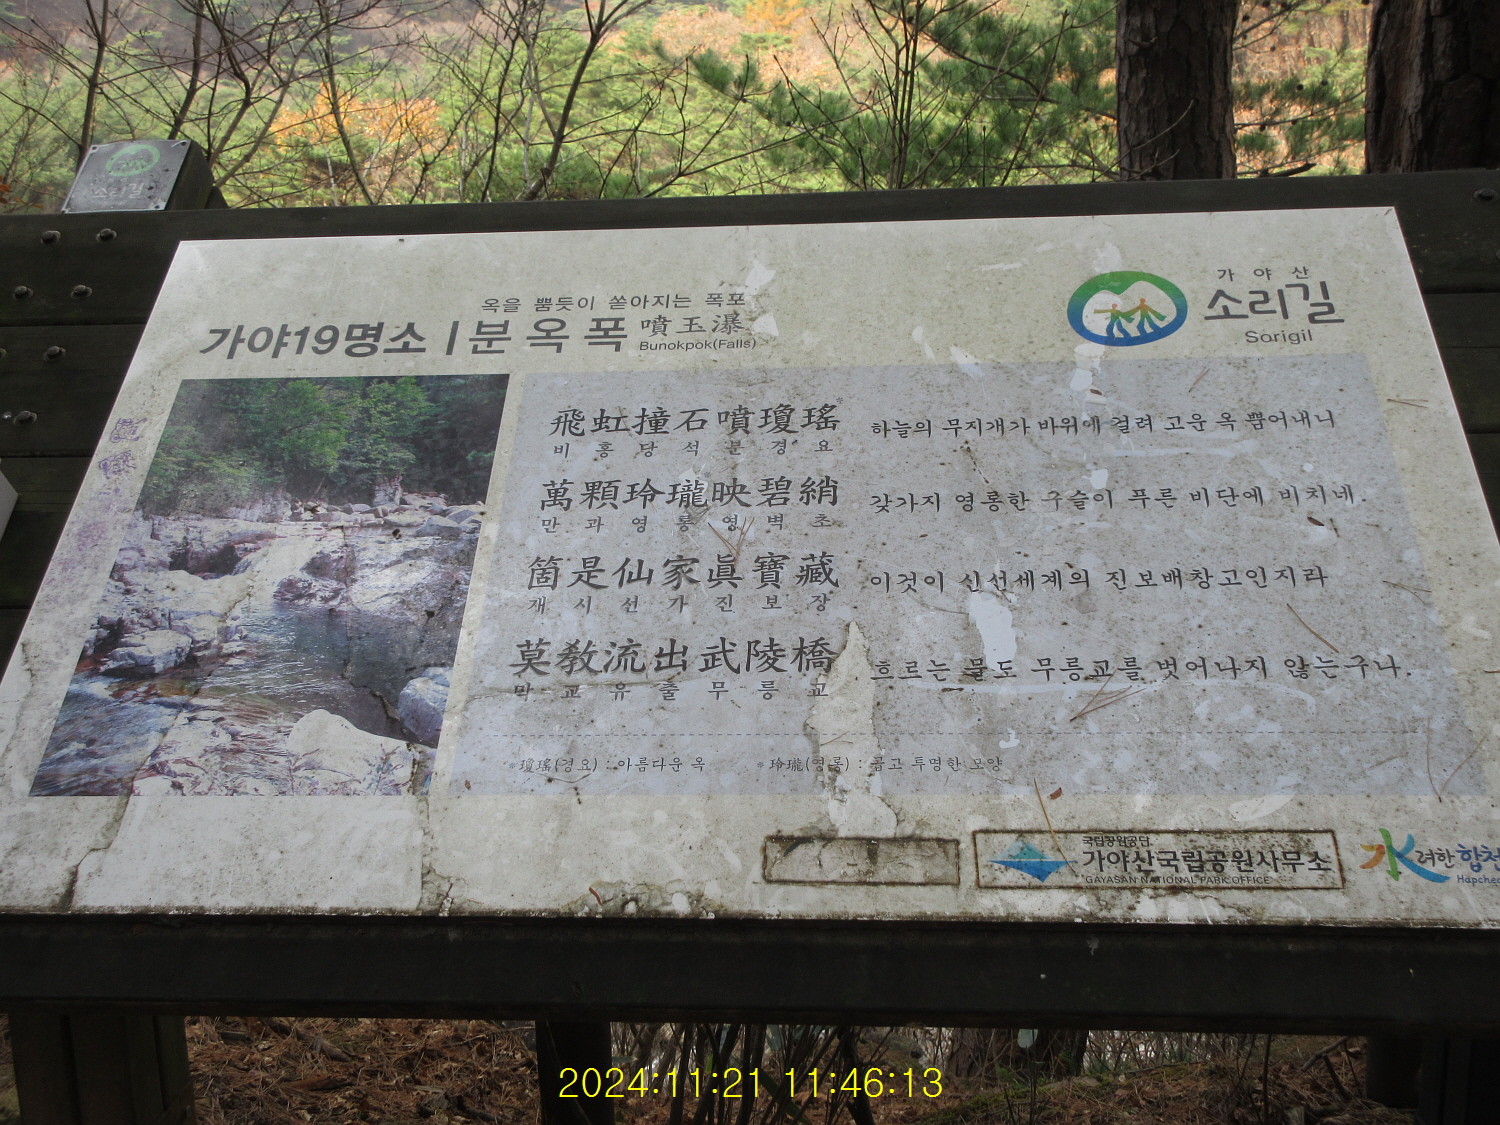 소리길
가야산
소리길
Sorigil
옥을 뿜듯이 쏟아지는 폭포
가야19명소 | 분옥폭 噴玉瀑
Bunokpok(Falls)
飛虹撞石噴瓊瑤* 하늘의 무지개가 바위에 걸려 고운 옥 뿜어내니
비홍당석분경요
萬顆玲瓏映碧綃 갖가지 영롱한 구슬이 푸른 비단에 비치네.
만과영롱영벽초
箇是仙家眞寶藏 이것이 신선세계의 진보배창고인지라
개시선가진보장
莫敎流出武陵橋 흐르는 물도 무릉교를 벗어나지 않는구나.
막교유출무릉교
*瓊瑤(경요) : 아름다운 옥 *玲瓏(영롱) : 곱고 투명한 모양
국립공원공단
가야산국립공원사무소
GAYASAN NATIONAL PARK OFFICE
水려한 합천
2024:11:21 11:46:13